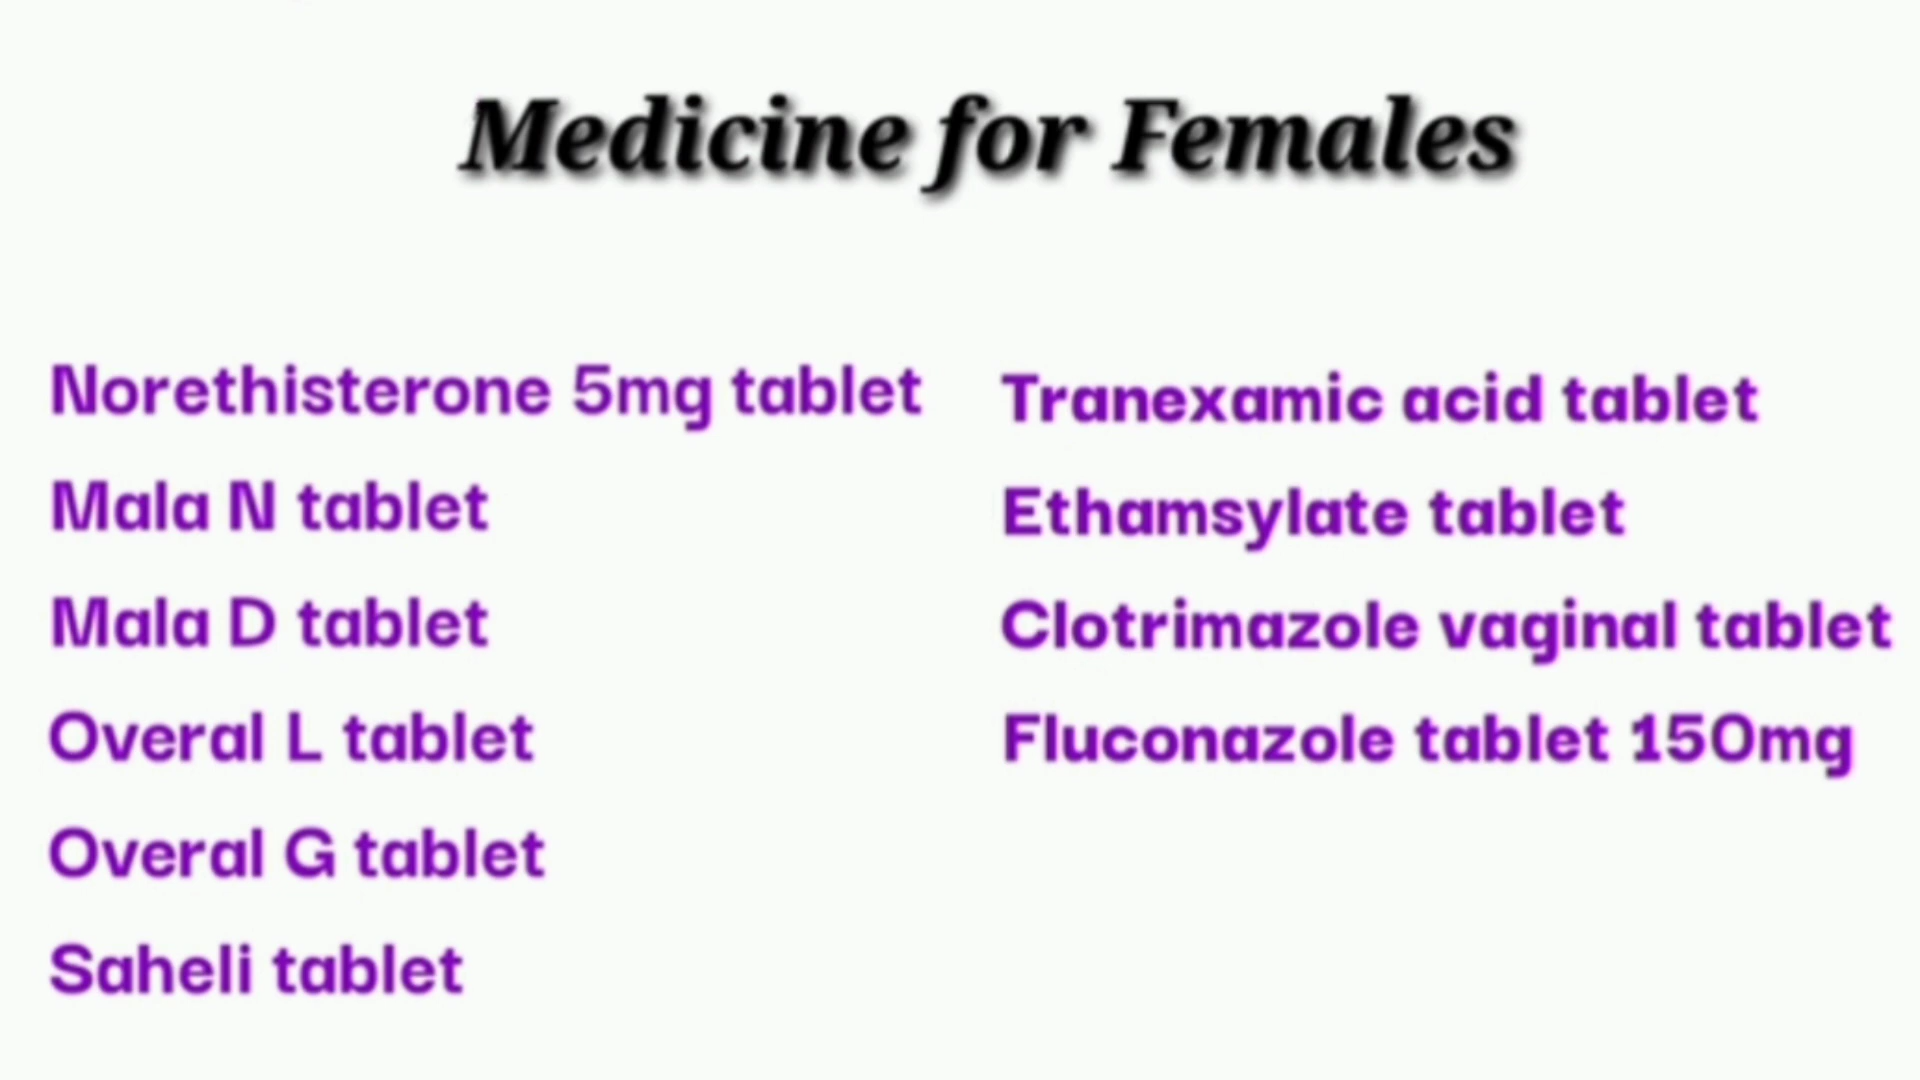 Medicine for Females
Norethisterone 5mg tablet
Mala N tablet
Mala D tablet
Overal L tablet
Overal G tablet
Saheli tablet
Tranexamic acid tablet
Ethamsylate tablet
Clotrimazole vaginal tablet
Fluconazole tablet 150mg